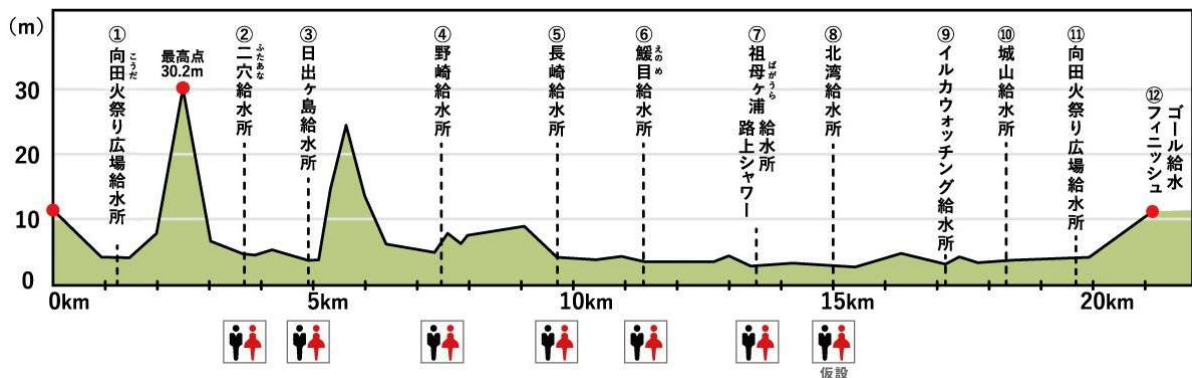 (m)
30
20
10
0
①向田火祭り広場給水所
こうだ
最高点
30.2m
②二穴給水所
ふたあな
③日出ヶ島給水所
④野崎給水所
⑤長崎給水所
⑥鰀目給水所
えのめ
⑦祖母ヶ浦 給水所
ばがうら
路上シャワー
⑧北湾給水所
⑨イルカウォッチング給水所
⑩城山給水所
⑪向田火祭り広場給水所
ゴール給水
⑫フィニッシュ
0km
5km
10km
15km
20km
仮設